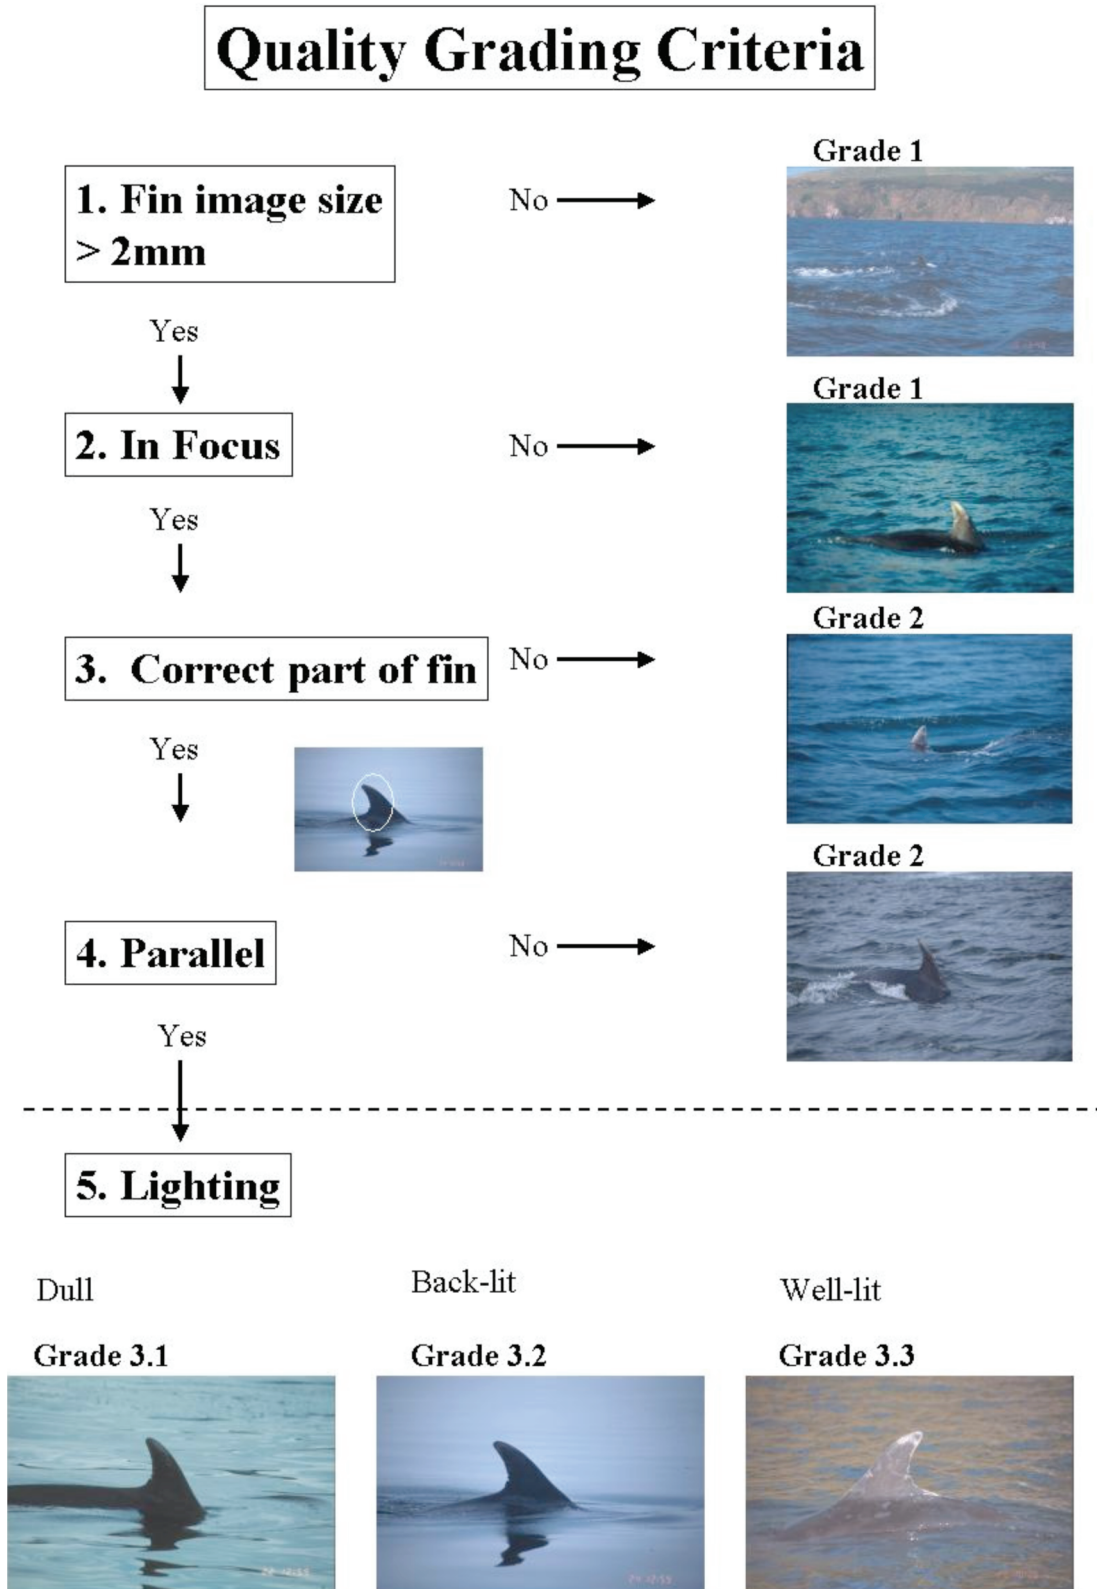 Quality Grading Criteria
Grade 1
1. Fin image size
> 2mm
No
Yes
Grade 1
2. In Focus
No
Yes
Grade 2
3. Correct part of fin
No
Yes
Grade 2
4. Parallel
No
Yes
5. Lighting
Dull
Back-lit
Well-lit
Grade 3.1
Grade 3.2
Grade 3.3